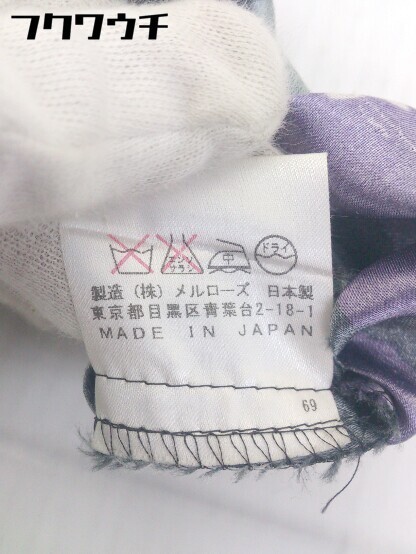 フクワウチ
エンソ
サラシ
中
ドライ
製造 (株) メルローズ 日本製
東京都目黒区青葉台2-18-1
MADE IN JAPAN
69